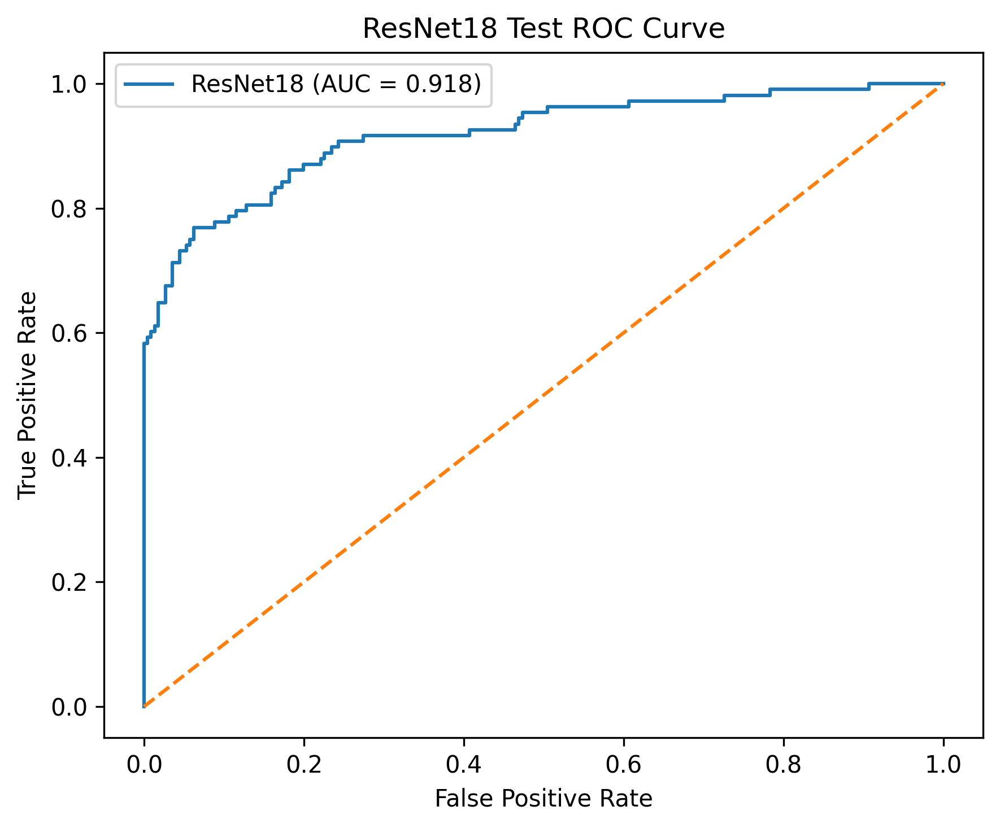 ResNet18 Test ROC Curve
ResNet18 (AUC = 0.918)
1.0
0.8
0.6
0.4
0.2
0.0
True Positive Rate
0.0 0.2 0.4 0.6 0.8 1.0
False Positive Rate